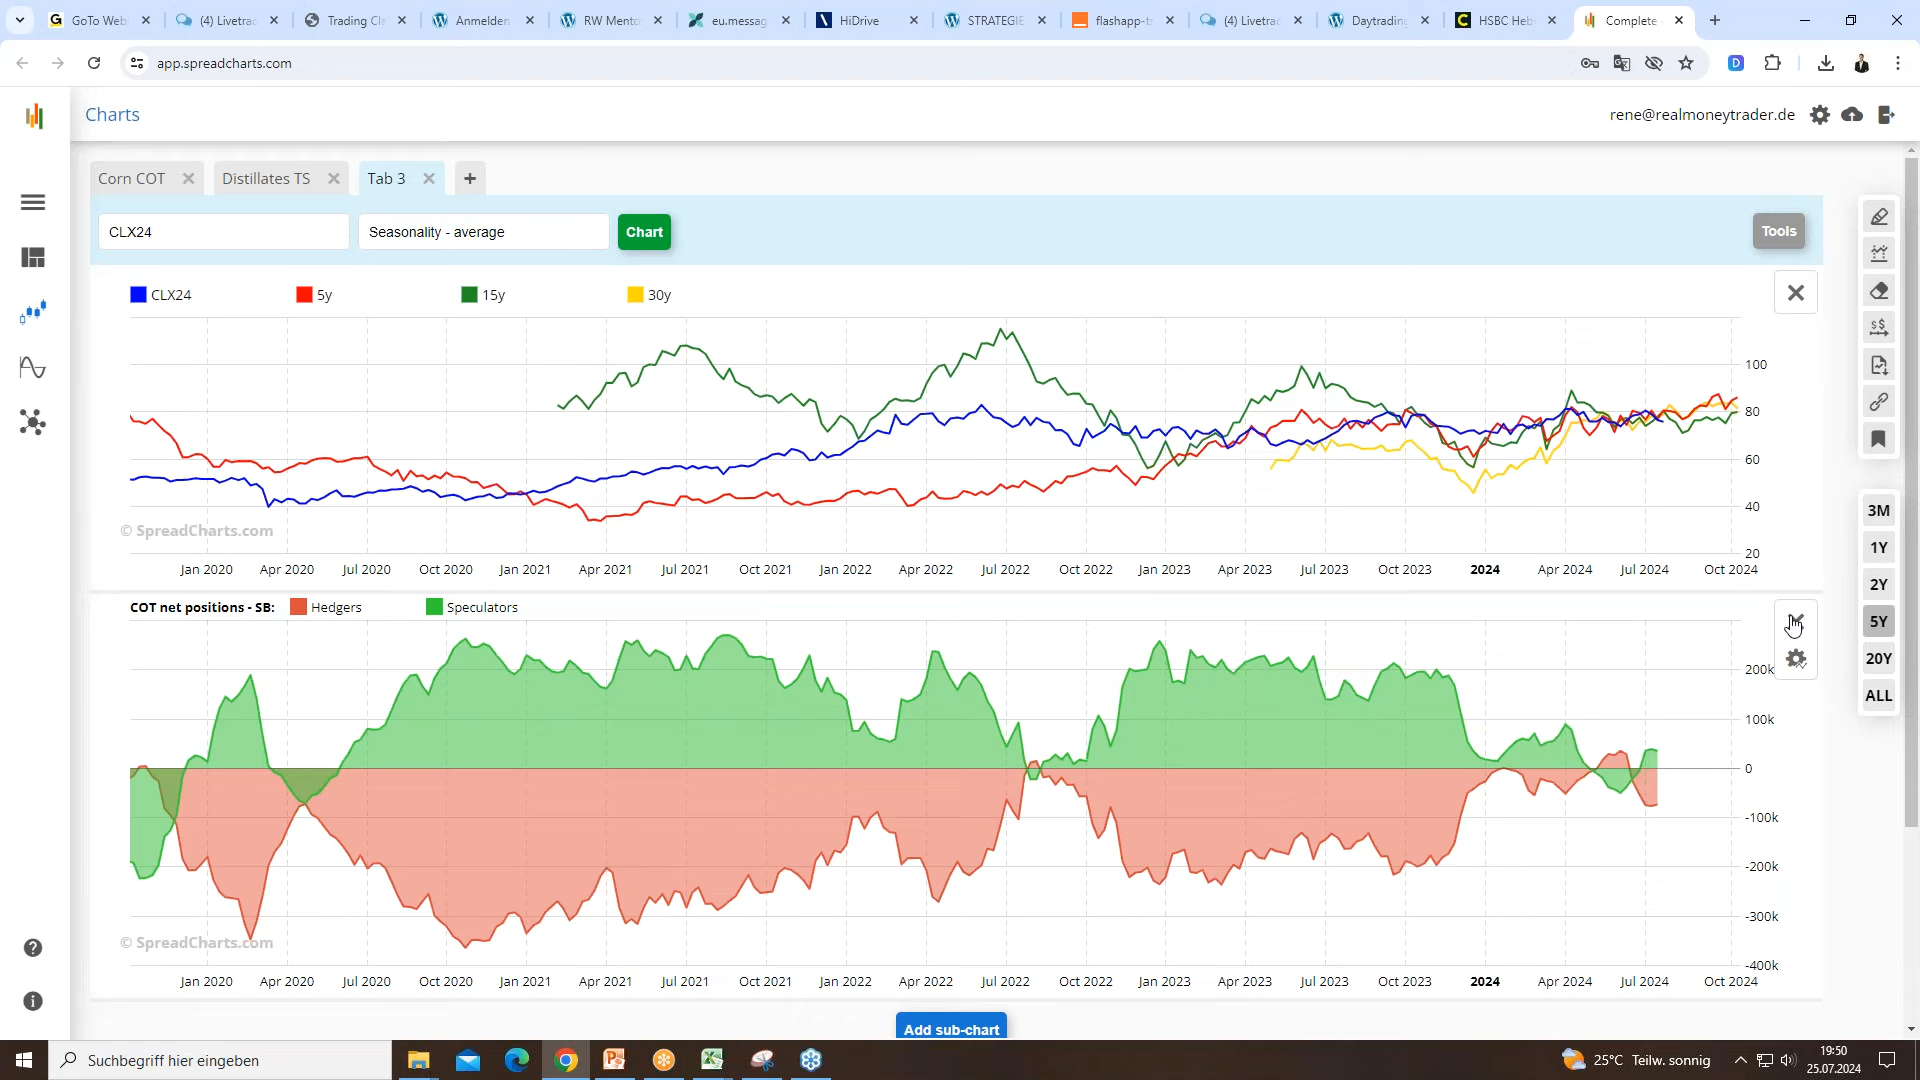 GoTo Webi
(4) Livetrad
Trading Cla
Anmelden
RW Mento
eu.messag
HiDrive
STRATEGIE
flashapp-t
(4) Livetrad
Daytrading
HSBC Heb
Complete
app.spreadcharts.com
Charts
rene@realmoneytrader.de
Corn COT
Distillates TS
Tab 3
CLX24
Seasonality - average
Chart
Tools
CLX24
5y
15y
30y
100
80
60
40
20
© SpreadCharts.com
Jan 2020 Apr 2020 Jul 2020 Oct 2020 Jan 2021 Apr 2021 Jul 2021 Oct 2021 Jan 2022 Apr 2022 Jul 2022 Oct 2022 Jan 2023 Apr 2023 Jul 2023 Oct 2023 2024 Apr 2024 Jul 2024 Oct 2024
COT net positions - SB: Hedgers Speculators
200k
100k
0
-100k
-200k
-300k
-400k
© SpreadCharts.com
Jan 2020 Apr 2020 Jul 2020 Oct 2020 Jan 2021 Apr 2021 Jul 2021 Oct 2021 Jan 2022 Apr 2022 Jul 2022 Oct 2022 Jan 2023 Apr 2023 Jul 2023 Oct 2023 2024 Apr 2024 Jul 2024 Oct 2024
Add sub-chart
3M
1Y
2Y
5Y
20Y
ALL
Suchbegriff hier eingeben
25°C Teilw. sonnig
19:50
25.07.2024